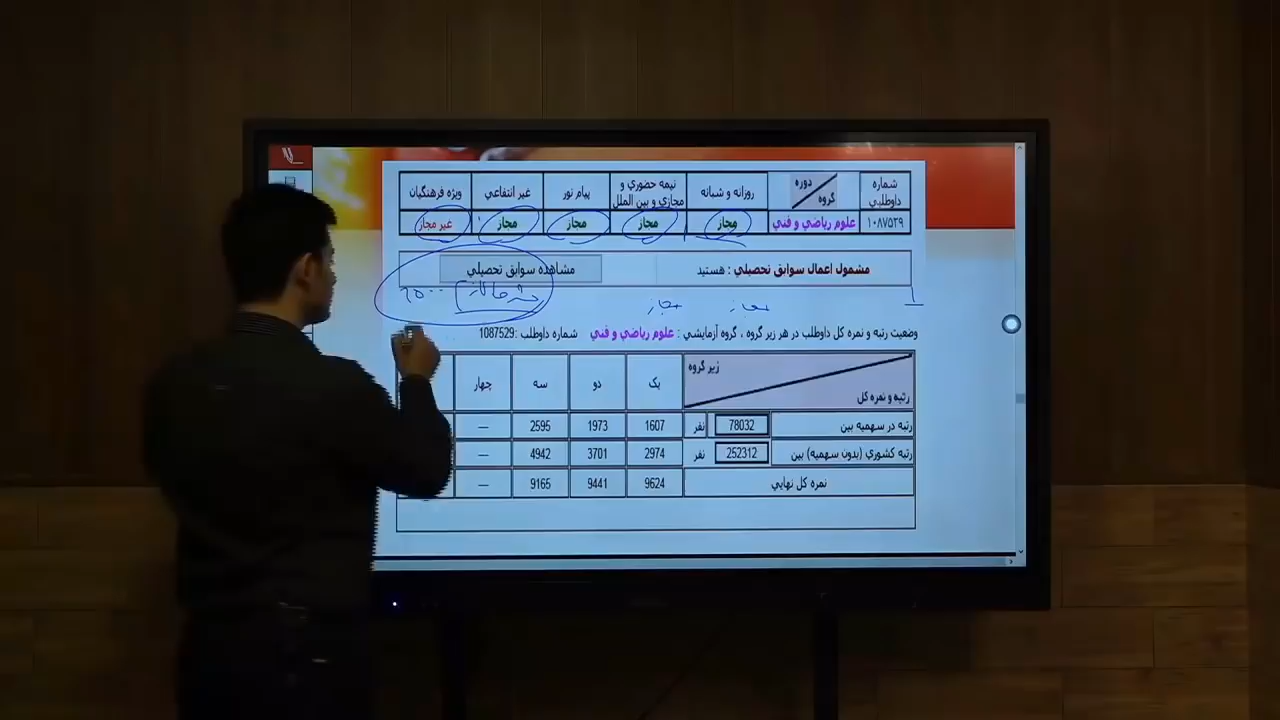 شماره داوطلبي دوره گروه روزانه و شبانه نيمه حضوري و مجازي و بين الملل پيام نور غير انتفاعي ويژه فرهنگيان
۱۰۸۷۵۲۹ علوم رياضي و فني مجاز مجاز مجاز مجاز غير مجاز
مشمول اعمال سوابق تحصيلي : هستيد مشاهده سوابق تحصيلي
مجاز مجاز
وضعيت رتبه و نمره كل داوطلب در هر زير گروه ، گروه آزمايشي : علوم رياضي و فني شماره داوطلب :1087529
زير گروه رتبه و نمره كل يک دو سه چهار
رتبه در سهميه بين 78032 نفر 1607 1973 2595 —
رتبه كشوري (بدون سهميه) بين 252312 نفر 2974 3701 4942 —
نمره كل نهايي 9624 9441 9165 —